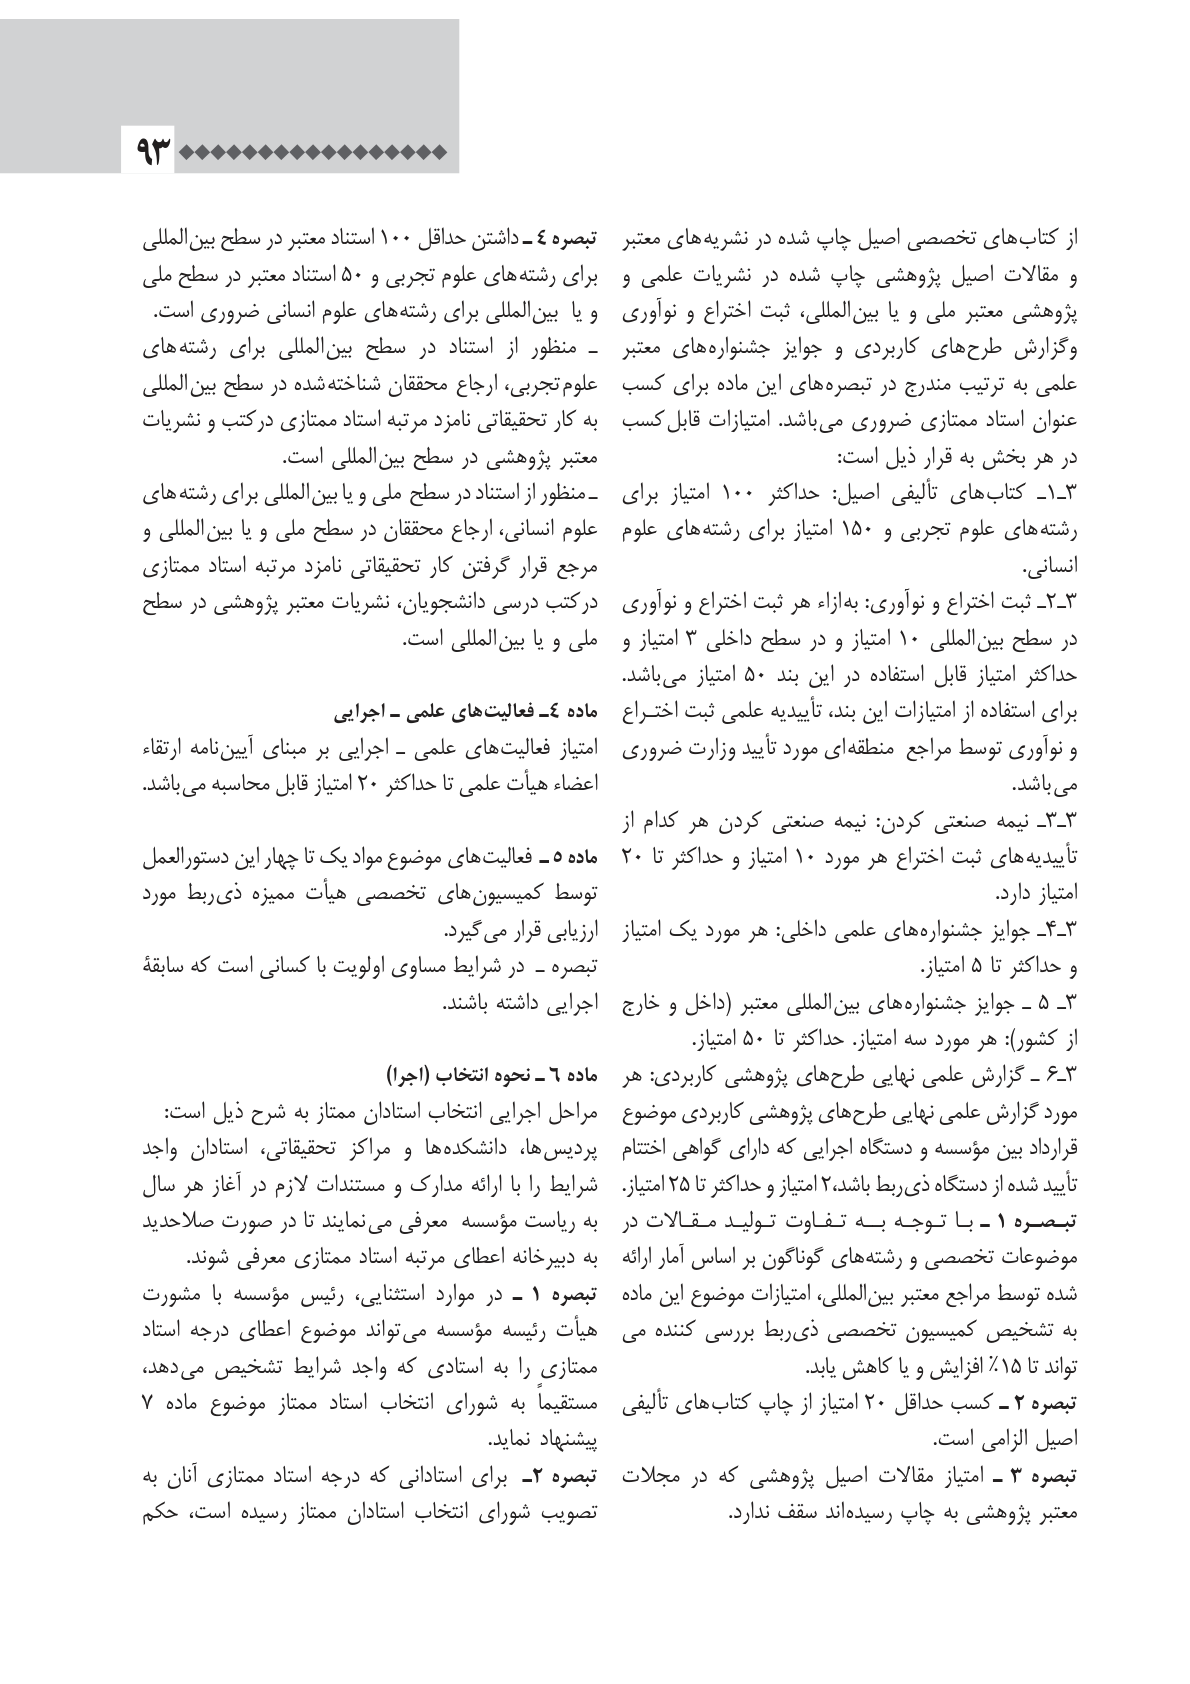 ۹۳
از کتاب‌های تخصصی اصیل چاپ شده در نشریه‌های معتبر
و مقالات اصیل پژوهشی چاپ شده در نشریات علمی و
پژوهشی معتبر ملی و یا بین‌المللی، ثبت اختراع و نوآوری
وگزارش طرح‌های کاربردی و جوایز جشنواره‌های معتبر
علمی به ترتیب مندرج در تبصره‌های این ماده برای کسب
عنوان استاد ممتازی ضروری می‌باشد. امتیازات قابل‌کسب
در هر بخش به قرار ذیل است:
۳ـ۱ـ کتاب‌های تألیفی اصیل: حداکثر ۱۰۰ امتیاز برای
رشته‌های علوم تجربی و ۱۵۰ امتیاز برای رشته‌های علوم
انسانی.
۳ـ۲ـ ثبت اختراع و نوآوری: به‌ازاء هر ثبت اختراع و نوآوری
در سطح بین‌المللی ۱۰ امتیاز و در سطح داخلی ۳ امتیاز و
حداکثر امتیاز قابل استفاده در این بند ۵۰ امتیاز می‌باشد.
برای استفاده از امتیازات این بند، تأییدیه علمی ثبت اختـراع
و نوآوری توسط مراجع منطقه‌ای مورد تأیید وزارت ضروری
می‌باشد.
۳ـ۳ـ نیمه صنعتی کردن: نیمه صنعتی کردن هر کدام از
تأییدیه‌های ثبت اختراع هر مورد ۱۰ امتیاز و حداکثر تا ۲۰
امتیاز دارد.
۳ـ۴ـ جوایز جشنواره‌های علمی داخلی: هر مورد یک امتیاز
و حداکثر تا ۵ امتیاز.
۳ـ ۵ ـ جوایز جشنواره‌های بین‌المللی معتبر (داخل و خارج
از کشور): هر مورد سه امتیاز. حداکثر تا ۵۰ امتیاز.
۳ـ۶ ـ گزارش علمی نهایی طرح‌های پژوهشی کاربردی: هر
مورد گزارش علمی نهایی طرح‌های پژوهشی کاربردی موضوع
قرارداد بین مؤسسه و دستگاه اجرایی که دارای گواهی اختتام
تأیید شده از دستگاه ذی‌ربط باشد،۲ امتیاز و حداکثر تا ۲۵ امتیاز.
تبـصـره ۱ ـ بـا تـوجـه بـه تـفـاوت تـولیـد مـقـالات در
موضوعات تخصصی و رشته‌های گوناگون بر اساس آمار ارائه
شده توسط مراجع معتبر بین‌المللی، امتیازات موضوع این ماده
به تشخیص کمیسیون تخصصی ذی‌ربط بررسی کننده می
تواند تا ۱۵٪ افزایش و یا کاهش یابد.
تبصره ۲ ـ کسب حداقل ۲۰ امتیاز از چاپ کتاب‌های تألیفی
اصیل الزامی است.
تبصره ۳ ـ امتیاز مقالات اصیل پژوهشی که در مجلات
معتبر پژوهشی به چاپ رسیده‌اند سقف ندارد.
تبصره ۴ ـ داشتن حداقل ۱۰۰ استناد معتبر در سطح بین‌المللی
برای رشته‌های علوم تجربی و ۵۰ استناد معتبر در سطح ملی
و یا بین‌المللی برای رشته‌های علوم انسانی ضروری است.
ـ منظور از استناد در سطح بین‌المللی برای رشته‌های
علوم‌تجربی، ارجاع محققان شناخته‌شده در سطح بین‌المللی
به کار تحقیقاتی نامزد مرتبه استاد ممتازی درکتب و نشریات
معتبر پژوهشی در سطح بین‌المللی است.
ـ منظور از استناد در سطح ملی و یا بین‌المللی برای رشته‌های
علوم انسانی، ارجاع محققان در سطح ملی و یا بین‌المللی و
مرجع قرار گرفتن کار تحقیقاتی نامزد مرتبه استاد ممتازی
درکتب درسی دانشجویان، نشریات معتبر پژوهشی در سطح
ملی و یا بین‌المللی است.
ماده ۴ـ فعالیت‌های علمی ـ اجرایی
امتیاز فعالیت‌های علمی ـ اجرایی بر مبنای آیین‌نامه ارتقاء
اعضاء هیأت علمی تا حداکثر ۲۰ امتیاز قابل محاسبه می‌باشد.
ماده ۵ ـ فعالیت‌های موضوع مواد یک تا چهار این دستورالعمل
توسط کمیسیون‌های تخصصی هیأت ممیزه ذی‌ربط مورد
ارزیابی قرار می‌گیرد.
تبصره ـ در شرایط مساوی اولویت با کسانی است که سابقهٔ
اجرایی داشته باشند.
ماده ۶ ـ نحوه انتخاب (اجرا)
مراحل اجرایی انتخاب استادان ممتاز به شرح ذیل است:
پردیس‌ها، دانشکده‌ها و مراکز تحقیقاتی، استادان واجد
شرایط را با ارائه مدارک و مستندات لازم در آغاز هر سال
به ریاست مؤسسه معرفی می‌نمایند تا در صورت صلاحدید
به دبیرخانه اعطای مرتبه استاد ممتازی معرفی شوند.
تبصره ۱ ـ در موارد استثنایی، رئیس مؤسسه با مشورت
هیأت رئیسه مؤسسه می‌تواند موضوع اعطای درجه استاد
ممتازی را به استادی که واجد شرایط تشخیص می‌دهد،
مستقیماً به شورای انتخاب استاد ممتاز موضوع ماده ۷
پیشنهاد نماید.
تبصره ۲ـ برای استادانی که درجه استاد ممتازی آنان به
تصویب شورای انتخاب استادان ممتاز رسیده است، حکم